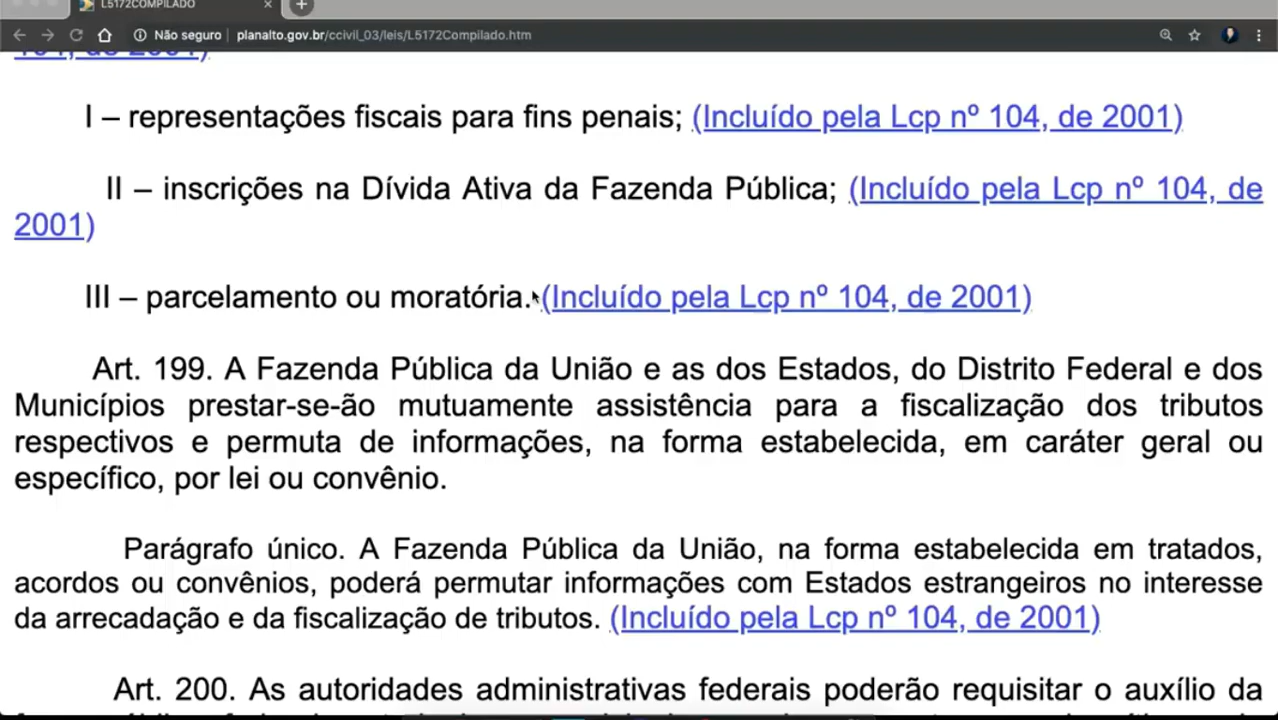 L5172COMPILADO
Não seguro | planalto.gov.br/ccivil_03/leis/L5172Compilado.htm
104, de 2001)
I – representações fiscais para fins penais; (Incluído pela Lcp nº 104, de 2001)
II – inscrições na Dívida Ativa da Fazenda Pública; (Incluído pela Lcp nº 104, de
2001)
III – parcelamento ou moratória. (Incluído pela Lcp nº 104, de 2001)
Art. 199. A Fazenda Pública da União e as dos Estados, do Distrito Federal e dos
Municípios prestar-se-ão mutuamente assistência para a fiscalização dos tributos
respectivos e permuta de informações, na forma estabelecida, em caráter geral ou
específico, por lei ou convênio.
Parágrafo único. A Fazenda Pública da União, na forma estabelecida em tratados,
acordos ou convênios, poderá permutar informações com Estados estrangeiros no interesse
da arrecadação e da fiscalização de tributos. (Incluído pela Lcp nº 104, de 2001)
Art. 200. As autoridades administrativas federais poderão requisitar o auxílio da